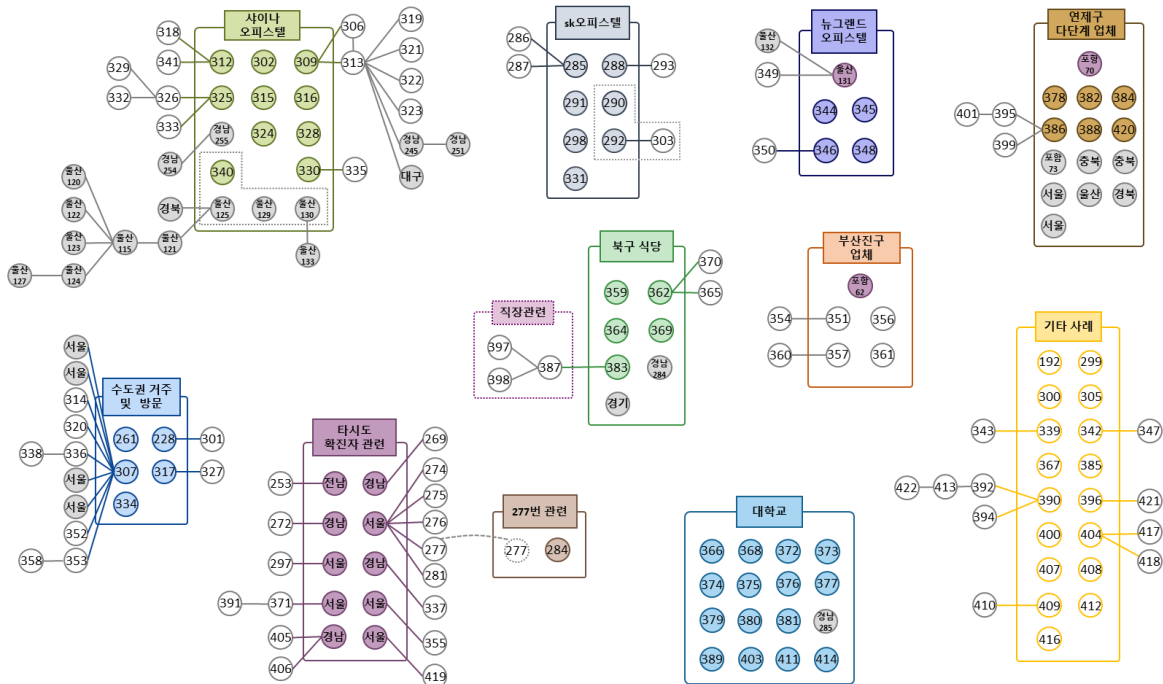 샤이나
오피스텔
318
341
312
302
309
306
313
319
321
322
323
329
332
326
333
325
315
316
경남
255
324
328
경남
245
경남
251
경남
254
340
330
335
대구
울산
120
울산
122
울산
123
울산
127
울산
124
울산
115
울산
121
경북
울산
125
울산
129
울산
130
울산
133
sk오피스텔
286
287
285
288
293
291
290
298
292
303
331
뉴그랜드
오피스텔
울산
132
349
울산
131
344
345
350
346
348
연제구
다단계 업체
포항
70
378
382
384
401
395
399
386
388
420
포항
73
충북
충북
서울
울산
경북
서울
북구 식당
359
362
370
365
364
369
383
경남
284
경기
직장관련
397
398
387
부산진구
업체
포항
62
354
351
356
360
357
361
기타 사례
192
299
300
305
343
339
342
347
367
385
422
413
392
394
390
396
421
400
404
417
418
407
408
410
409
412
416
수도권 거주
및 방문
서울
서울
314
320
338
336
서울
서울
352
358
353
261
228
301
307
317
327
334
타시도
확진자 관련
253
전남
경남
269
272
경남
서울
274
275
276
277
281
297
서울
경남
337
391
371
서울
서울
355
405
406
경남
서울
419
277번 관련
277
284
대학교
366
368
372
373
374
375
376
377
379
380
381
경남
285
389
403
411
414